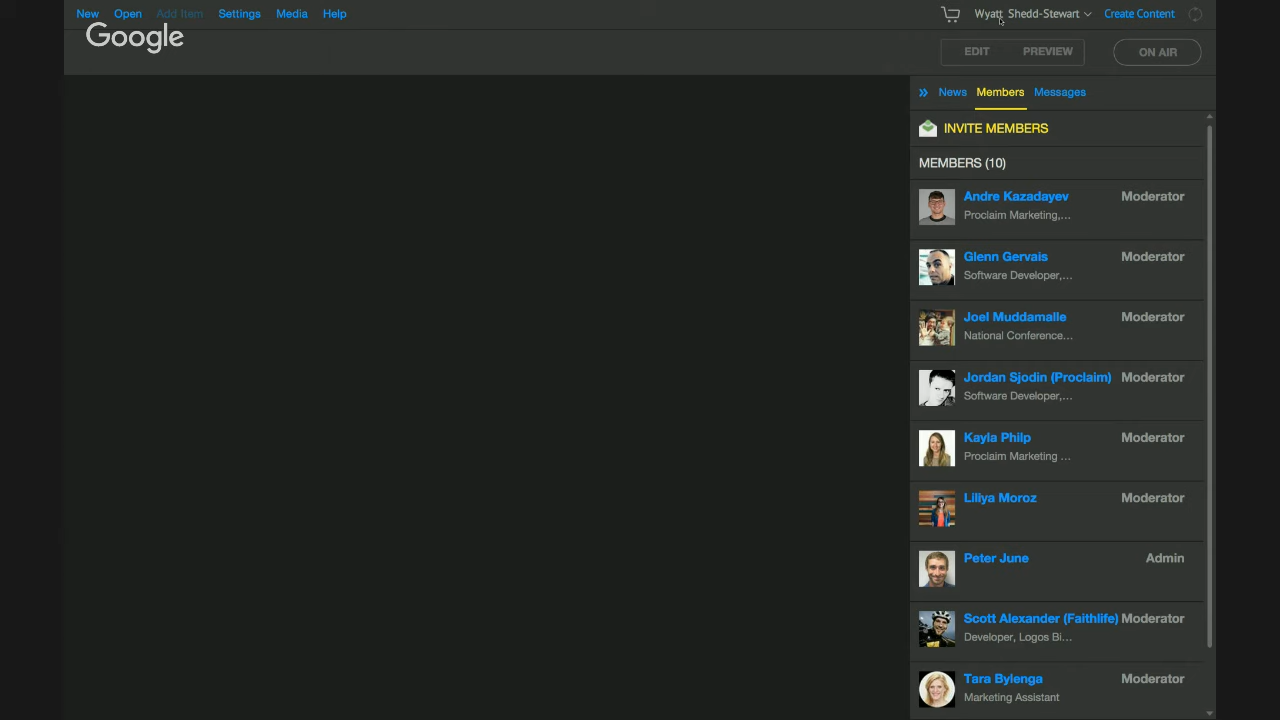 New Open Add Item Settings Media Help Wyatt Shedd-Stewart Create Content
Google
EDIT PREVIEW ON AIR
» News Members Messages
INVITE MEMBERS
MEMBERS (10)
Andre Kazadayev Moderator
Proclaim Marketing,...
Glenn Gervais Moderator
Software Developer,...
Joel Muddamalle Moderator
National Conference...
Jordan Sjodin (Proclaim) Moderator
Software Developer,...
Kayla Philp Moderator
Proclaim Marketing ...
Liliya Moroz Moderator
Peter June Admin
Scott Alexander (Faithlife) Moderator
Developer, Logos Bi...
Tara Bylenga Moderator
Marketing Assistant